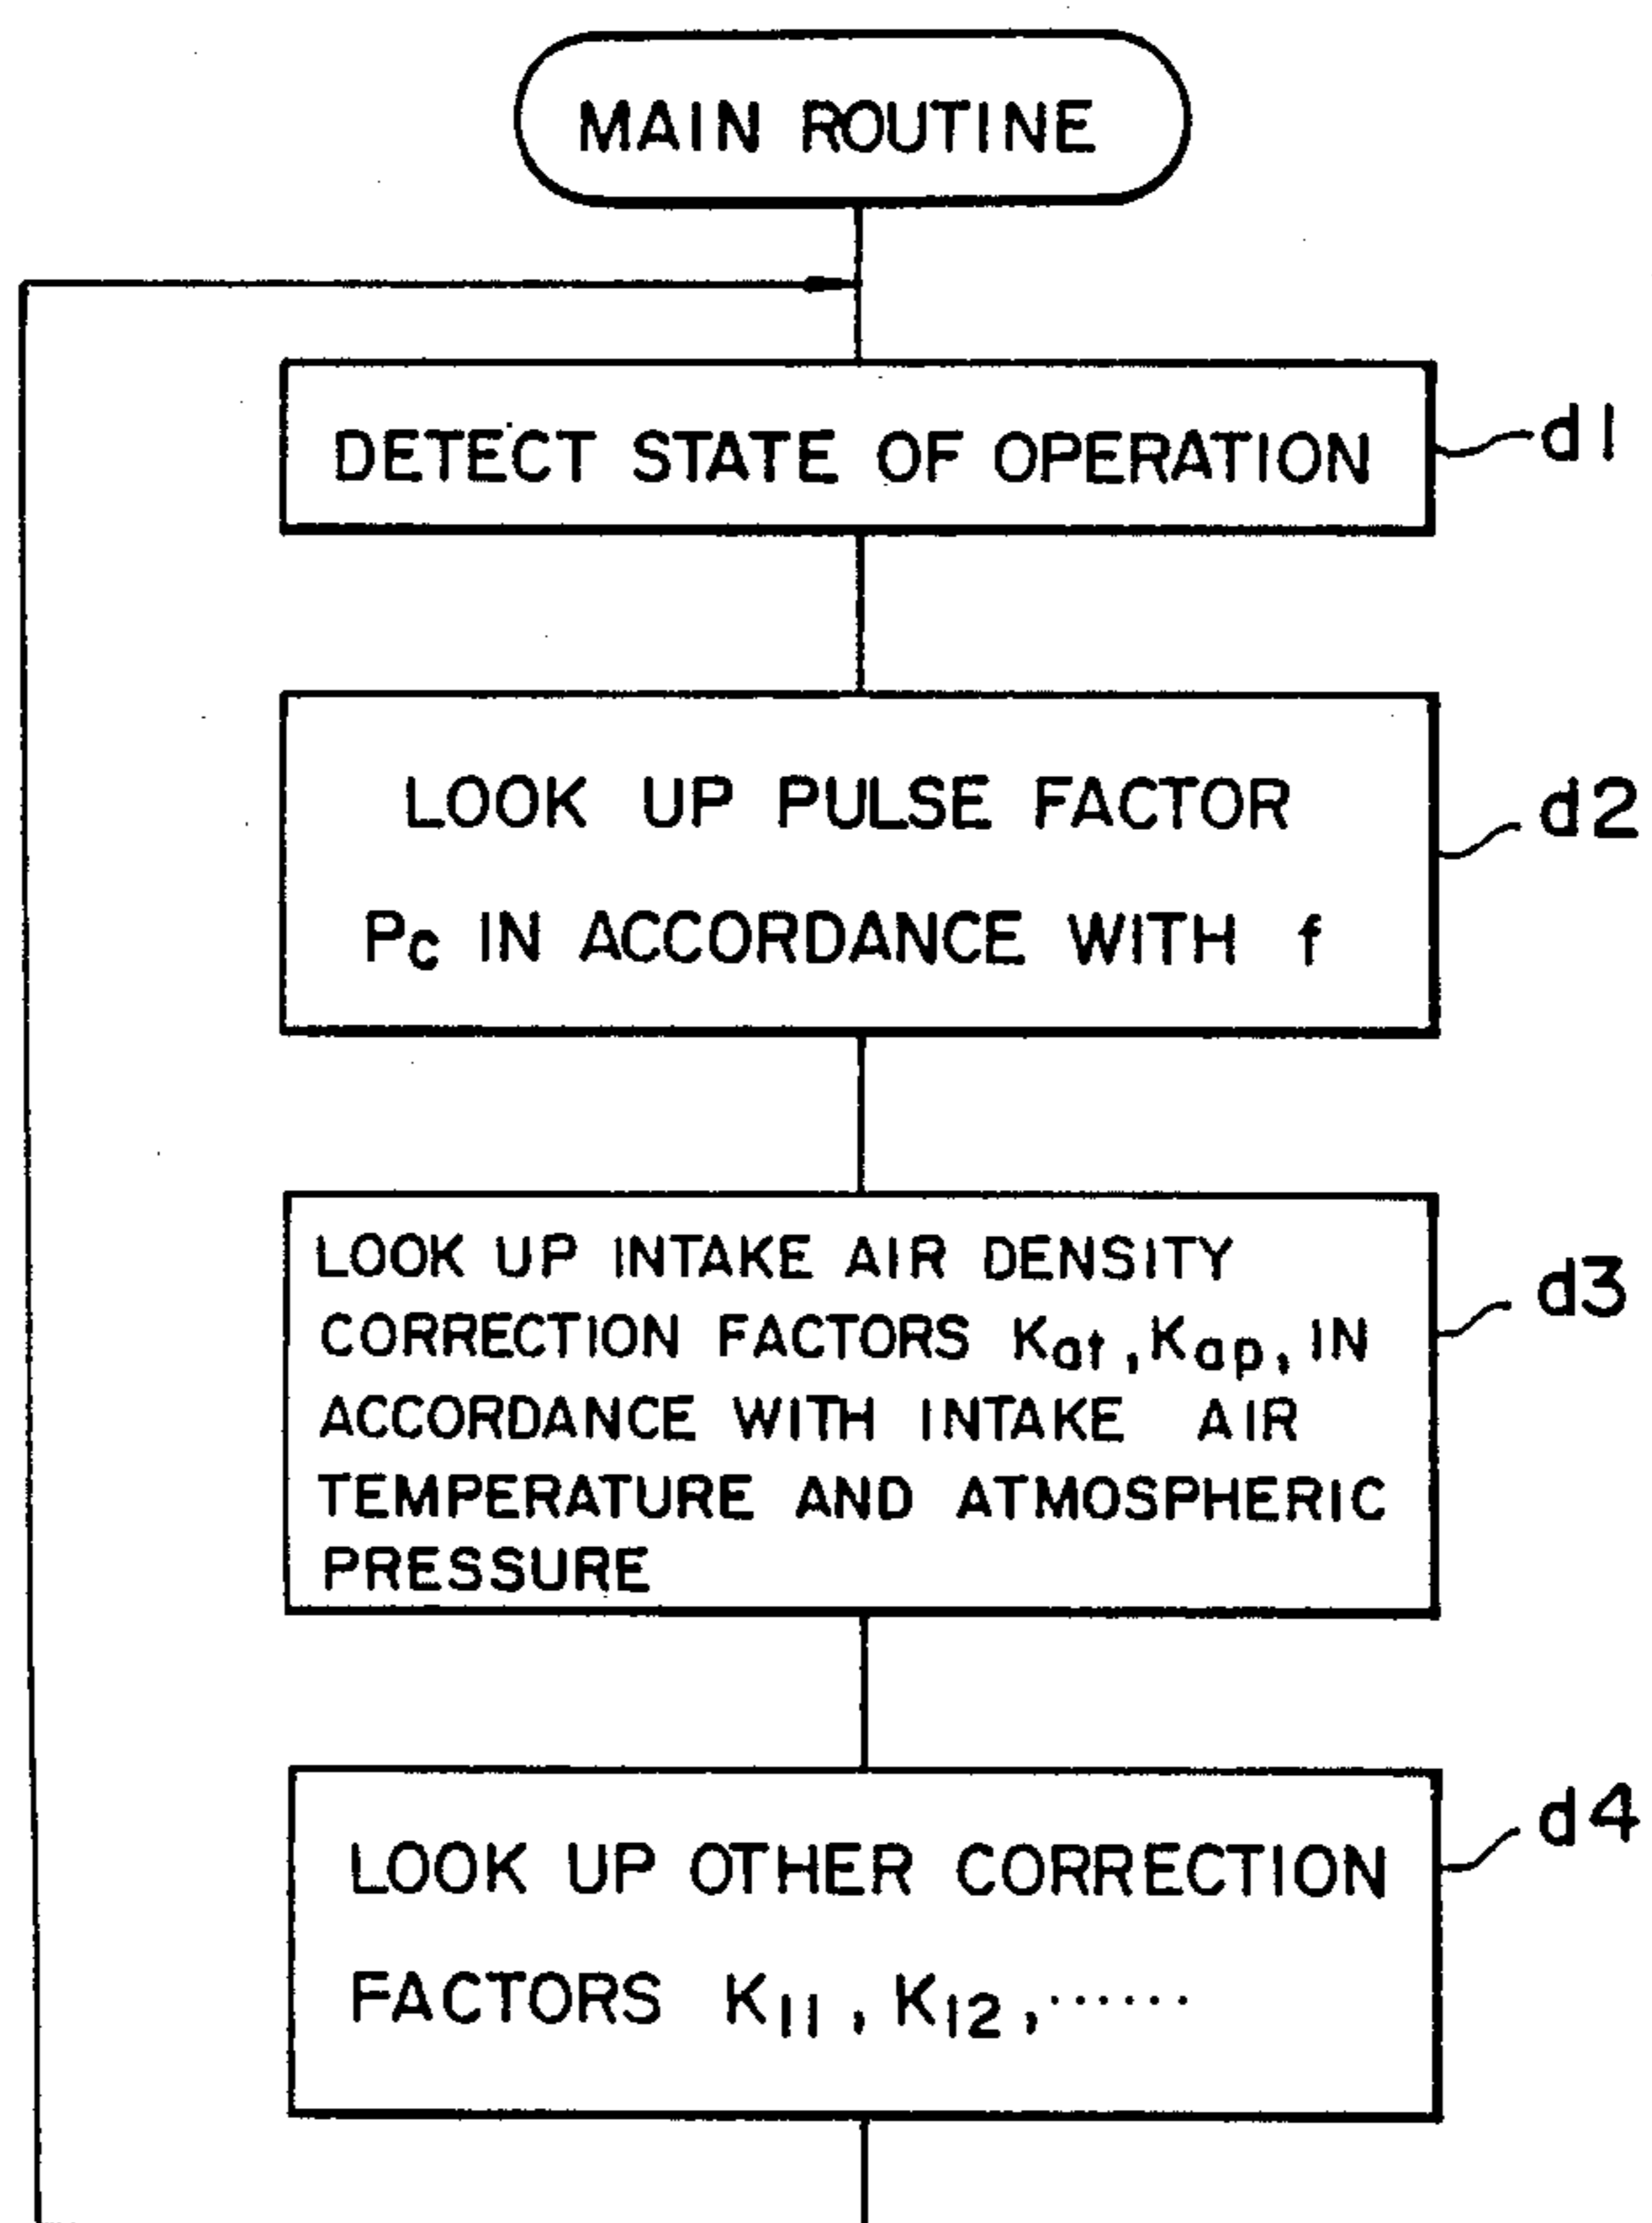 MAIN ROUTINE
DETECT STATE OF OPERATION
d1
LOOK UP PULSE FACTOR
d2
Pc IN ACCORDANCE WITH f
LOOK UP INTAKE AIR DENSITY
d3
CORRECTION FACTORS Kat, Kap, IN
ACCORDANCE WITH INTAKE AIR
TEMPERATURE AND ATMOSPHERIC
PRESSURE
d4
LOOK UP OTHER CORRECTION
FACTORS K11, K12, ······